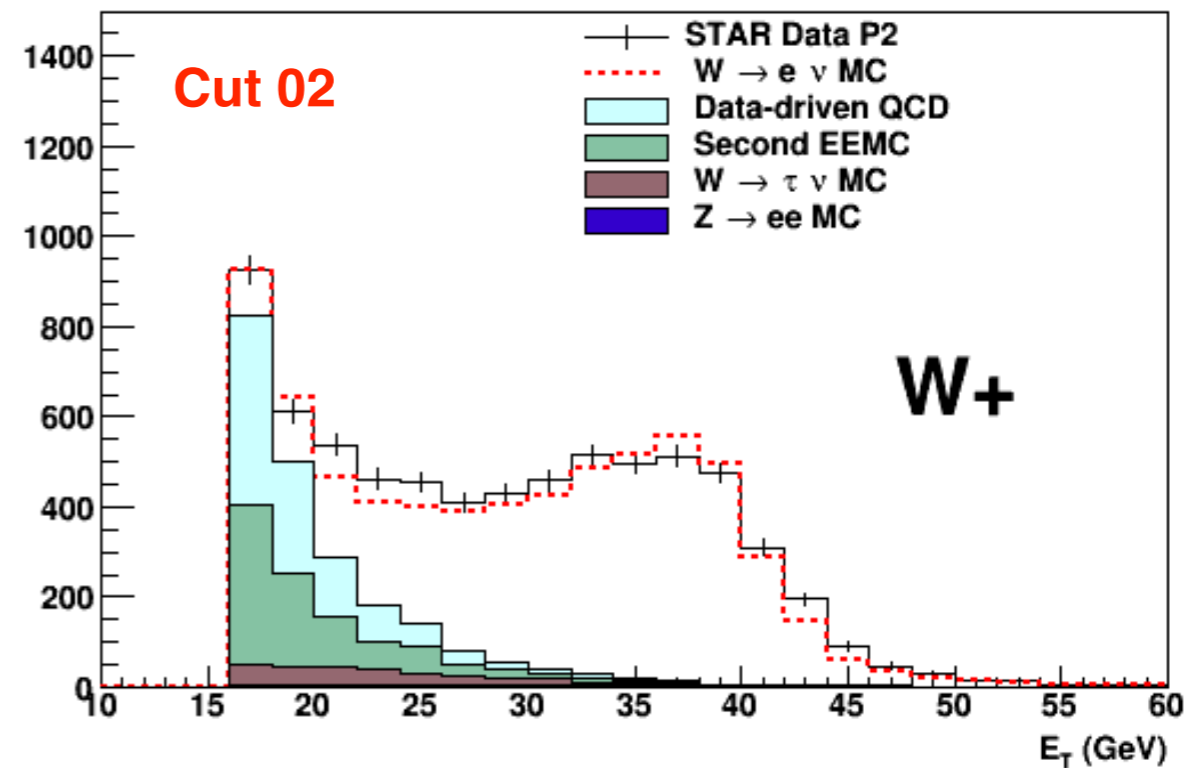 1400
1200
1000
800
600
400
200
0
Cut 02
STAR Data P2
W → e ν MC
Data-driven QCD
Second EEMC
W → τ ν MC
Z → ee MC
W+
10 15 20 25 30 35 40 45 50 55 60
E_T (GeV)